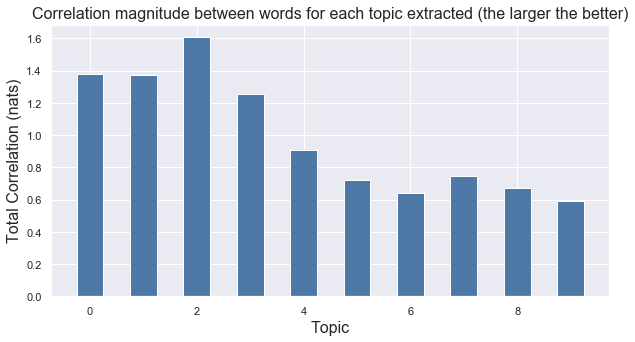 Correlation magnitude between words for each topic extracted (the larger the better)
Total Correlation (nats)
1.6
1.4
1.2
1.0
0.8
0.6
0.4
0.2
0.0
0 2 4 6 8
Topic